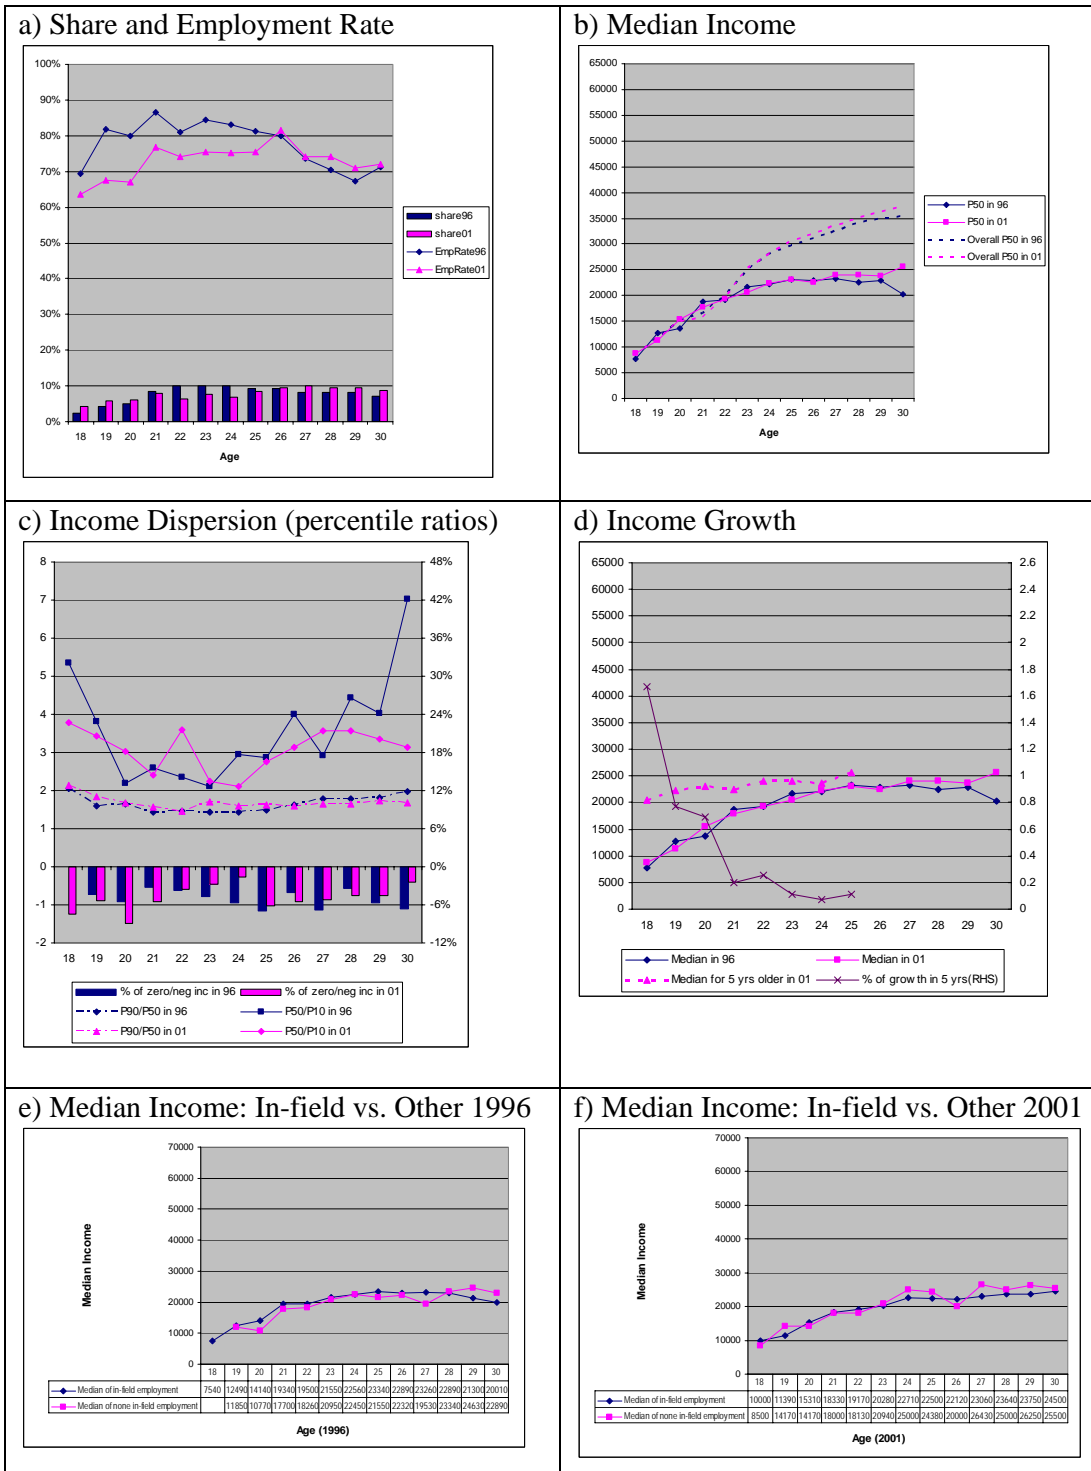 a) Share and Employment Rate
100%
90%
80%
70%
60%
50%
40%
30%
20%
10%
0%
18 19 20 21 22 23 24 25 26 27 28 29 30
Age
share96
share01
EmpRate96
EmpRate01
b) Median Income
65000
60000
55000
50000
45000
40000
35000
30000
25000
20000
15000
10000
5000
0
18 19 20 21 22 23 24 25 26 27 28 29 30
Age
P50 in 96
P50 in 01
Overall P50 in 96
Overall P50 in 01
c) Income Dispersion (percentile ratios)
8 48%
7 42%
6 36%
5 30%
4 24%
3 18%
2 12%
1 6%
0 0%
-1 -6%
-2 -12%
18 19 20 21 22 23 24 25 26 27 28 29 30
% of zero/neg inc in 96 % of zero/neg inc in 01
P90/P50 in 96 P50/P10 in 96
P90/P50 in 01 P50/P10 in 01
d) Income Growth
65000 2.6
60000 2.4
55000 2.2
50000 2
45000 1.8
40000 1.6
35000 1.4
30000 1.2
25000 1
20000 0.8
15000 0.6
10000 0.4
5000 0.2
0 0
18 19 20 21 22 23 24 25 26 27 28 29 30
Median in 96 Median in 01
Median for 5 yrs older in 01 % of growth in 5 yrs(RHS)
e) Median Income: In-field vs. Other 1996
70000
60000
50000
40000
30000
20000
10000
0
Median Income
18 19 20 21 22 23 24 25 26 27 28 29 30
Median of in-field employment 7540 12490 14140 19340 19500 21550 22560 23340 22890 23260 22890 21300 20010
Median of none in-field employment 11850 10770 17700 18260 20950 22450 21550 22320 19530 23340 24630 22890
Age (1996)
f) Median Income: In-field vs. Other 2001
70000
60000
50000
40000
30000
20000
10000
0
Median Income
18 19 20 21 22 23 24 25 26 27 28 29 30
Median of in-field employment 10000 11390 15310 18330 19170 20280 22710 22500 22120 23060 23640 23750 24500
Median of none in-field employment 8500 14170 14170 18000 18130 20940 25000 24380 20000 26430 25000 26250 25500
Age (2001)